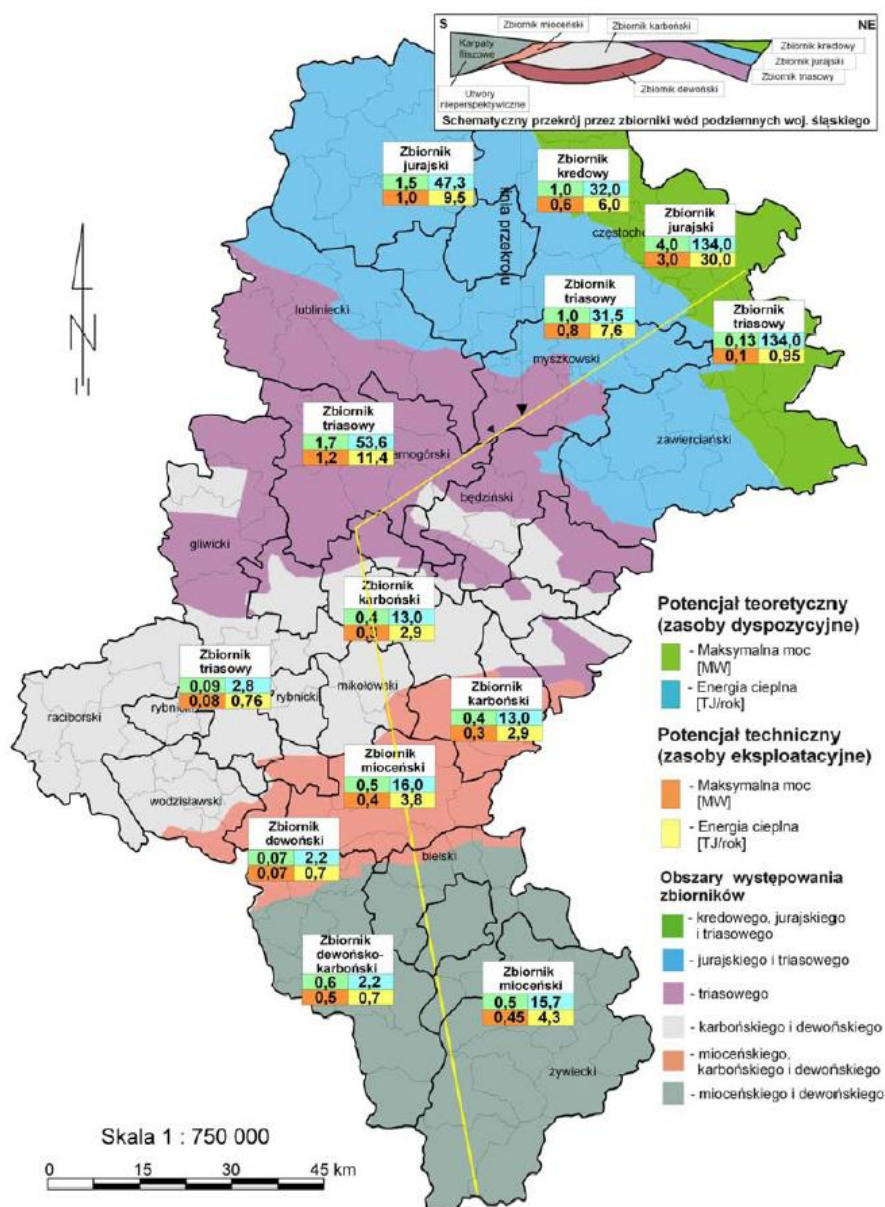 S
NE
Zbiornik mioceński
Zbiornik karboński
Karpaty
fliszowe
Zbiornik kredowy
Zbiornik jurajski
Zbiornik triasowy
Utwory
nieperspektywiczne
Zbiornik dewoński
Schematyczny przekrój przez zbiorniki wód podziemnych woj. śląskiego
Zbiornik
jurajski
1,5 47,3
1,0 9,5
Zbiornik
kredowy
1,0 32,0
0,6 6,0
linia przekroju
Zbiornik
jurajski
4,0 134,0
3,0 30,0
N
lubliniecki
Zbiornik
triasowy
1,0 31,5
0,8 7,6
Zbiornik
triasowy
0,13 134,0
0,1 0,95
myszkowski
Zbiornik
triasowy
1,7 53,6
1,2 11,4
arnogórski
zawierciański
będziński
gliwicki
Zbiornik
karboński
0,4 13,0
0,3 2,9
Zbiornik
triasowy
0,09 2,8
0,08 0,76
raciborski
rybnicki
mikołowski
Zbiornik
karboński
0,4 13,0
0,3 2,9
Zbiornik
mioceński
0,5 16,0
0,4 3,8
wodzisławski
Zbiornik
dewoński
0,07 2,2
0,07 0,7
bielski
Zbiornik
dewońsko-
karboński
0,6 2,2
0,5 0,7
Zbiornik
mioceński
0,5 15,7
0,45 4,3
żywiecki
Potencjał teoretyczny
(zasoby dyspozycyjne)
- Maksymalna moc
[MW]
- Energia cieplna
[TJ/rok]
Potencjał techniczny
(zasoby eksploatacyjne)
- Maksymalna moc
[MW]
- Energia cieplna
[TJ/rok]
Obszary występowania
zbiorników
- kredowego, jurajskiego
i triasowego
- jurajskiego i triasowego
- triasowego
- karbońskiego i dewońskiego
- mioceńskiego,
karbońskiego i dewońskiego
- mioceńskiego i dewońskiego
Skala 1 : 750 000
0 15 30 45 km